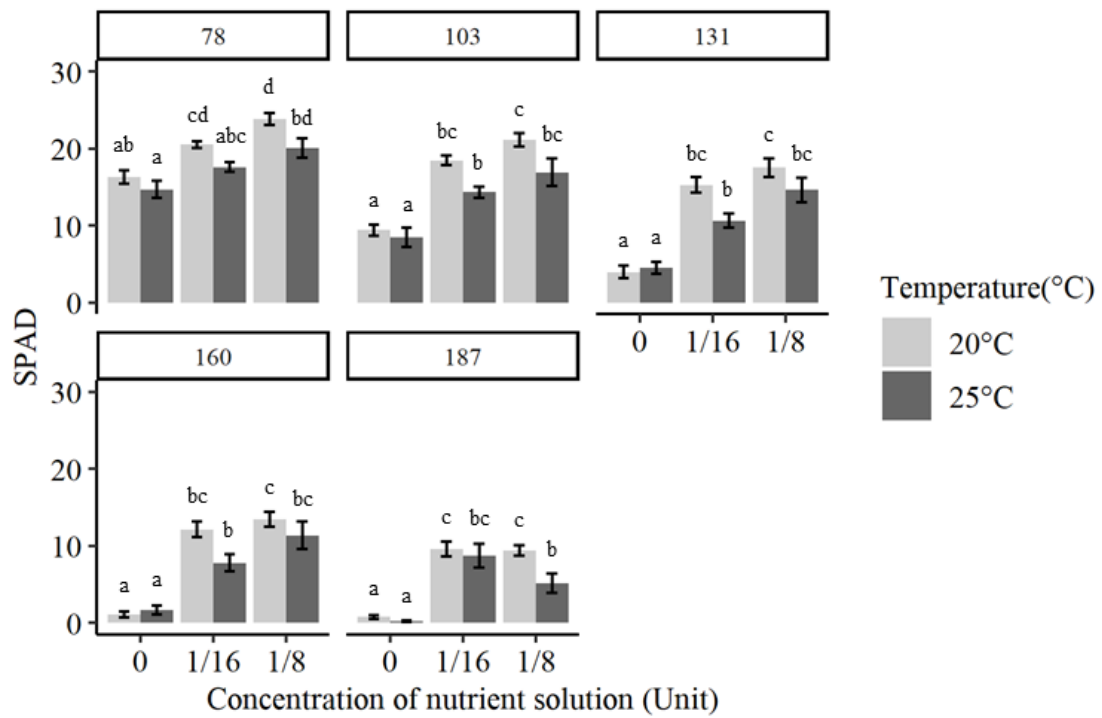 78 103 131
30
20
10
0
ab a cd abc d bd
a a bc b c bc
a a bc b c bc
0 1/16 1/8
SPAD
160 187
30
20
10
0
a a bc b c bc
a a c bc c b
0 1/16 1/8 0 1/16 1/8
Concentration of nutrient solution (Unit)
Temperature(°C)
20°C
25°C